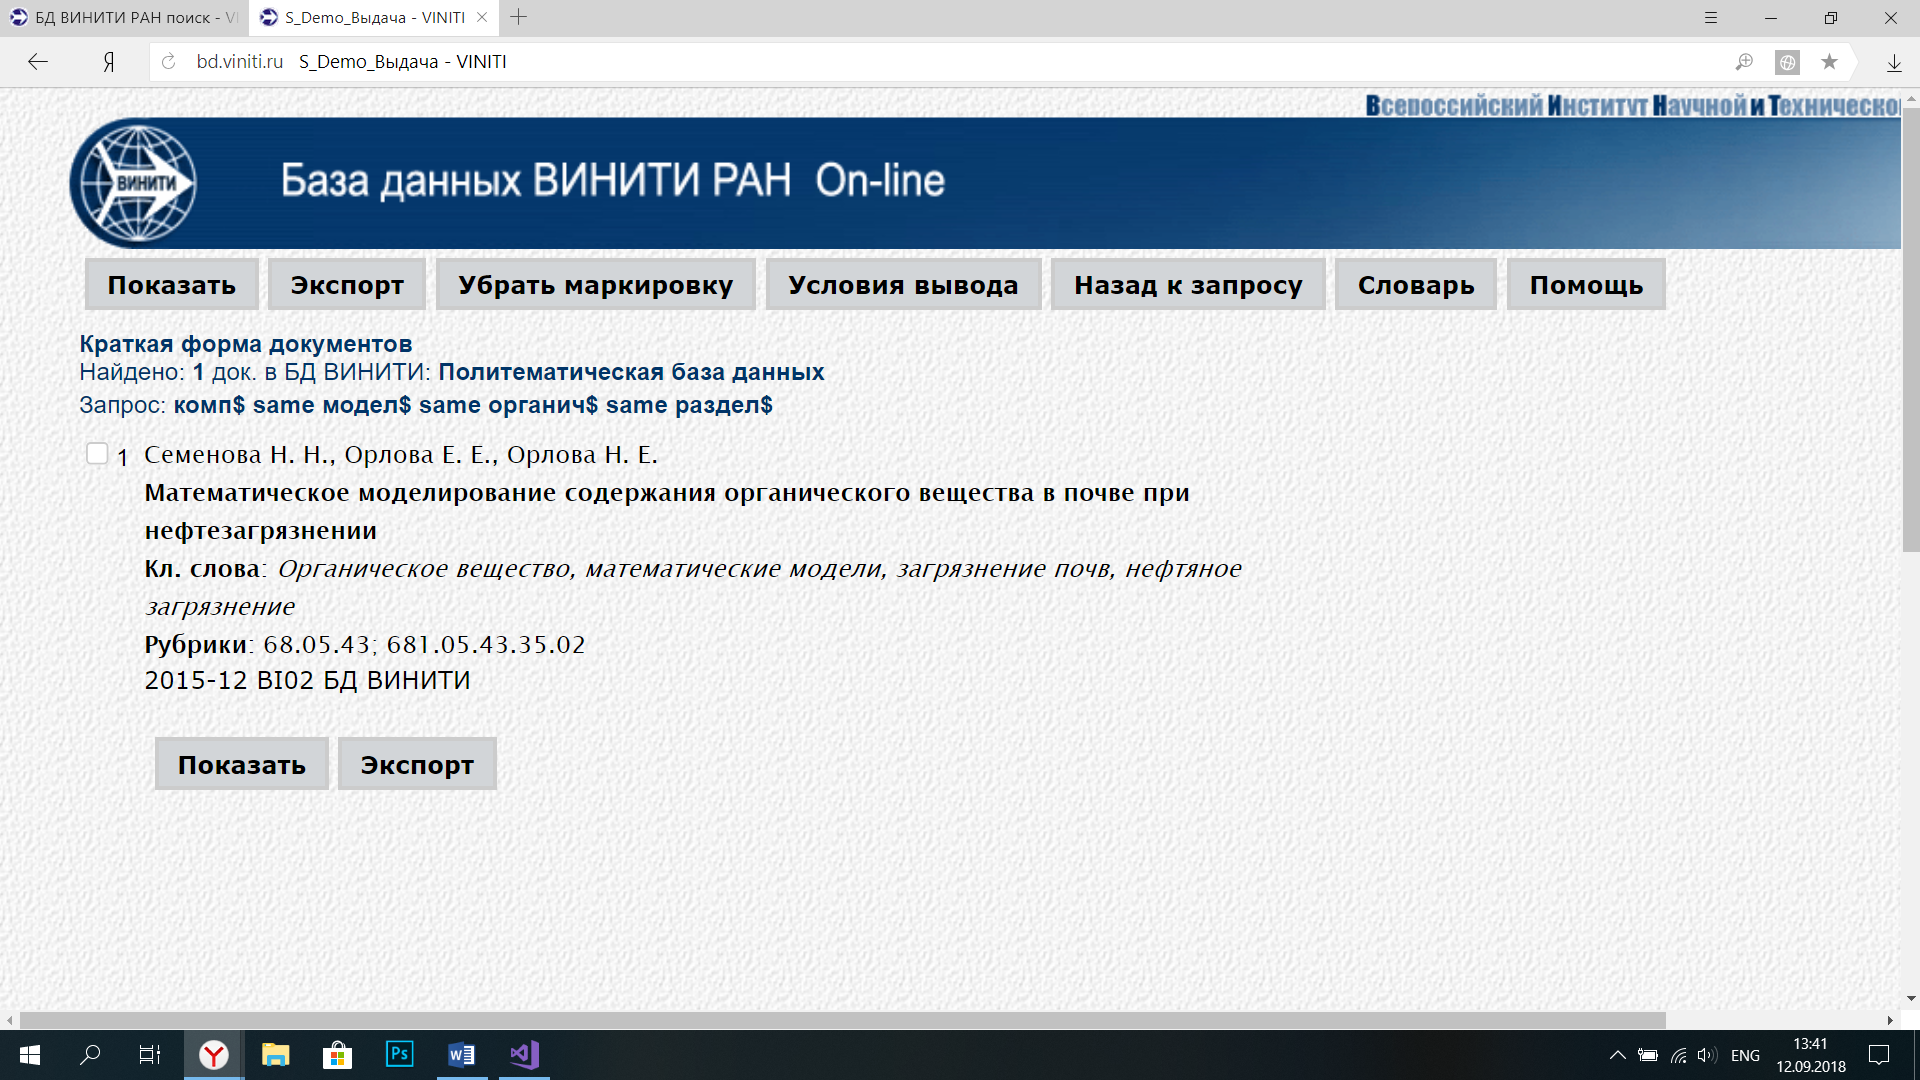 БД ВИНИТИ РАН поиск - VI
S_Demo_Выдача - VINITI
Я
bd.viniti.ru S_Demo_Выдача - VINITI
Всероссийский Институт Научной и Техническо
ВИНИТИ
База данных ВИНИТИ РАН On-line
Показать Экспорт Убрать маркировку Условия вывода Назад к запросу Словарь Помощь
Краткая форма документов
Найдено: 1 док. в БД ВИНИТИ: Политематическая база данных
Запрос: комп$ same модел$ same органич$ same раздел$
1 Семенова Н. Н., Орлова Е. Е., Орлова Н. Е.
Математическое моделирование содержания органического вещества в почве при
нефтезагрязнении
Кл. слова: Органическое вещество, математические модели, загрязнение почв, нефтяное
загрязнение
Рубрики: 68.05.43; 681.05.43.35.02
2015-12 BI02 БД ВИНИТИ
Показать Экспорт
Ps
ENG
13:41
12.09.2018